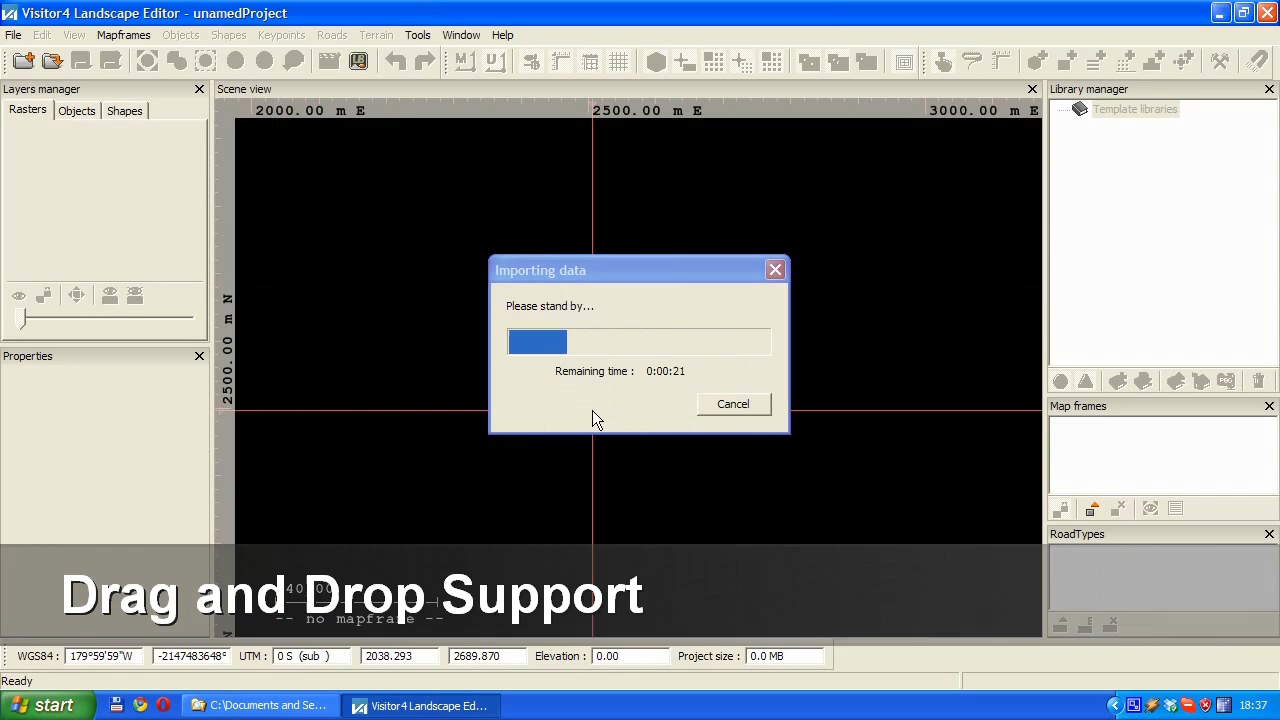 Visitor4 Landscape Editor - unamedProject
File Edit View Mapframes Objects Shapes Keypoints Roads Terrain Tools Window Help
Layers manager
Rasters Objects Shapes
Properties
Scene view
2000.00 m E 2500.00 m E 3000.00 m E
2500.00 m N
Importing data
Please stand by...
Remaining time : 0:00:21
Cancel
Library manager
Template libraries
Map frames
RoadTypes
Drag and Drop Support
-- no mapframe --
WGS84: 179°59'59"W -2147483648° UTM : 0 S (sub ) 2038.293 2689.870 Elevation : 0.00 Project size : 0.0 MB
Ready
start C:\Documents and Se... Visitor4 Landscape Ed... 18:37